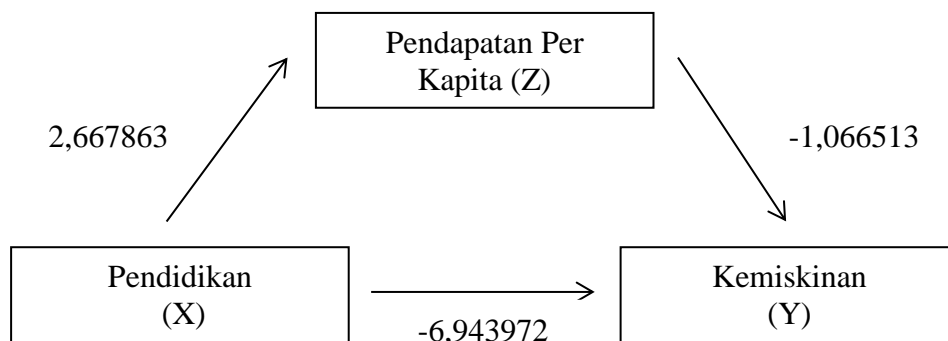 Pendapatan Per
Kapita (Z)
2,667863
-1,066513
Pendidikan
(X)
-6,943972
Kemiskinan
(Y)